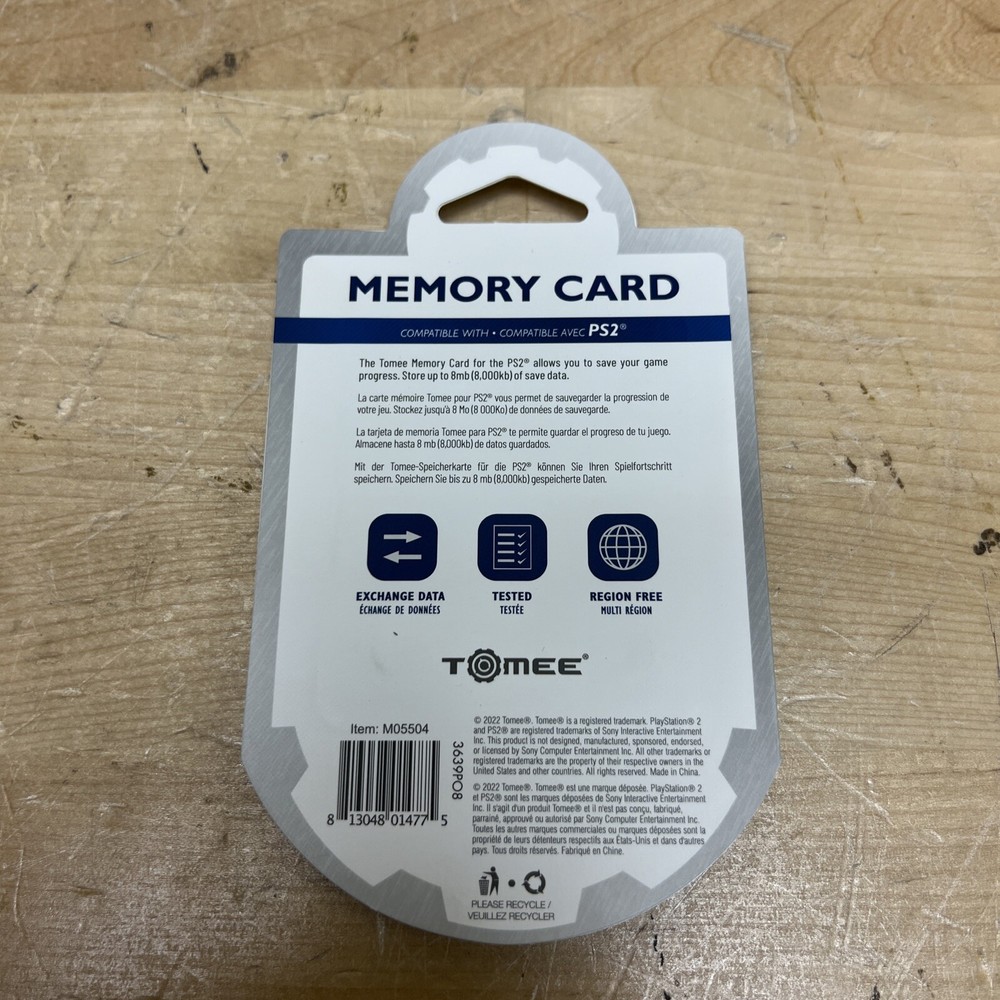 MEMORY CARD
COMPATIBLE WITH • COMPATIBLE AVEC PS2®
The Tomee Memory Card for the PS2® allows you to save your game
progress. Store up to 8mb (8,000kb) of save data.
La carte mémoire Tomee pour PS2® vous permet de sauvegarder la progression de
votre jeu. Stockez jusqu'à 8 Mo (8 000Ko) de données de sauvegarde.
La tarjeta de memoria Tomee para PS2® te permite guardar el progreso de tu juego.
Almacene hasta 8 mb (8,000kb) de datos guardados.
Mit der Tomee-Speicherkarte für die PS2® können Sie Ihren Spielfortschritt
speichern. Speichern Sie bis zu 8 mb (8,000kb) gespeicherte Daten.
EXCHANGE DATA
ÉCHANGE DE DONNÉES
TESTED
TESTÉE
REGION FREE
MULTI RÉGION
TOMEE®
Item: M05504
3639PO8
8 13048 01477 5
© 2022 Tomee®. Tomee® is a registered trademark. PlayStation® 2
and PS2® are registered trademarks of Sony Interactive Entertainment
Inc. This product is not designed, manufactured, sponsored, endorsed,
or licensed by Sony Computer Entertainment Inc. All other trademarks or
registered trademarks are the property of their respective owners in the
United States and other countries. All rights reserved. Made in China.
© 2022 Tomee®. Tomee® est une marque déposée. PlayStation® 2
et PS2® sont les marques déposées de Sony Interactive Entertainment
Inc. Il s'agit d'un produit Tomee® et il n'est pas conçu, fabriqué,
parrainé, approuvé ou autorisé par Sony Computer Entertainment Inc.
Toutes les autres marques commerciales ou marques déposées sont la
propriété de leurs détenteurs respectifs aux États-Unis et dans d'autres
pays. Tous droits réservés. Fabriqué en Chine.
PLEASE RECYCLE /
VEUILLEZ RECYCLER